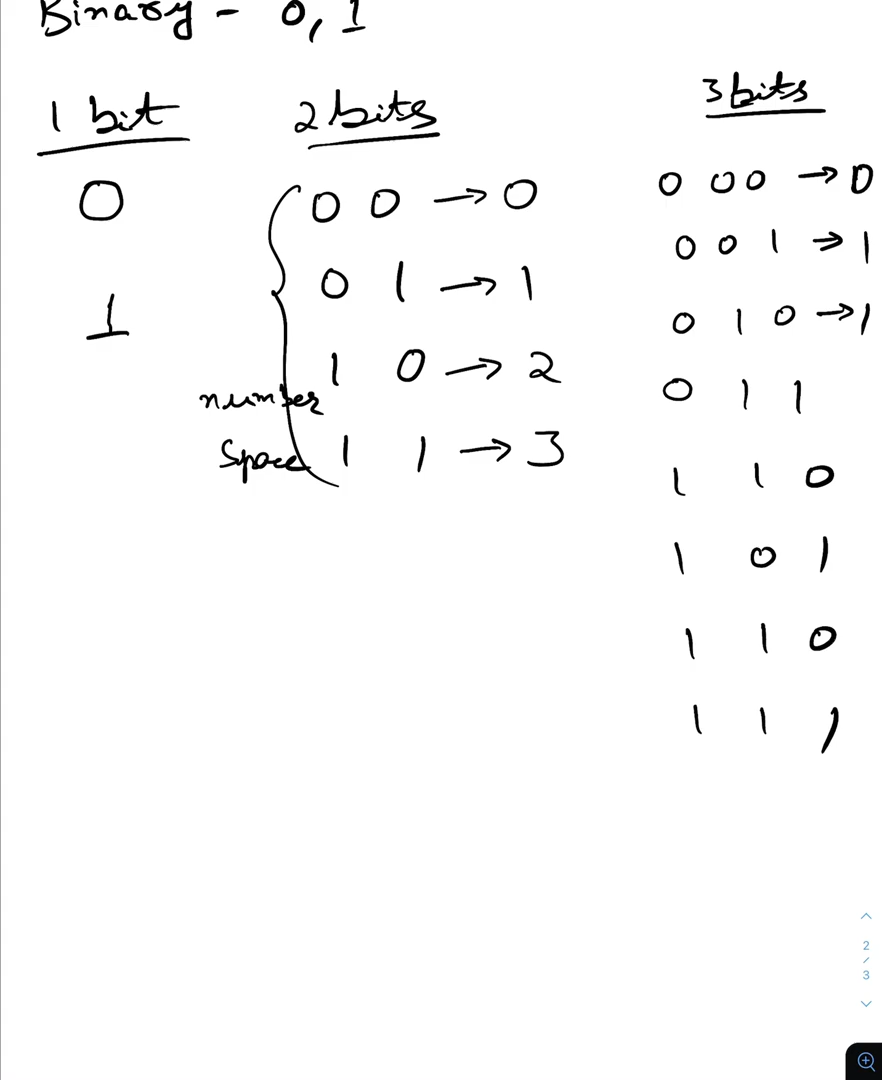 Binary - 0, 1
1 bit
0
1
2 bits
0 0 → 0
0 1 → 1
1 0 → 2
1 1 → 3
number
space
3 bits
0 0 0 → 0
0 0 1 → 1
0 1 0 → 1
0 1 1
1 1 0
1 0 1
1 1 0
1 1 1
2
/
3